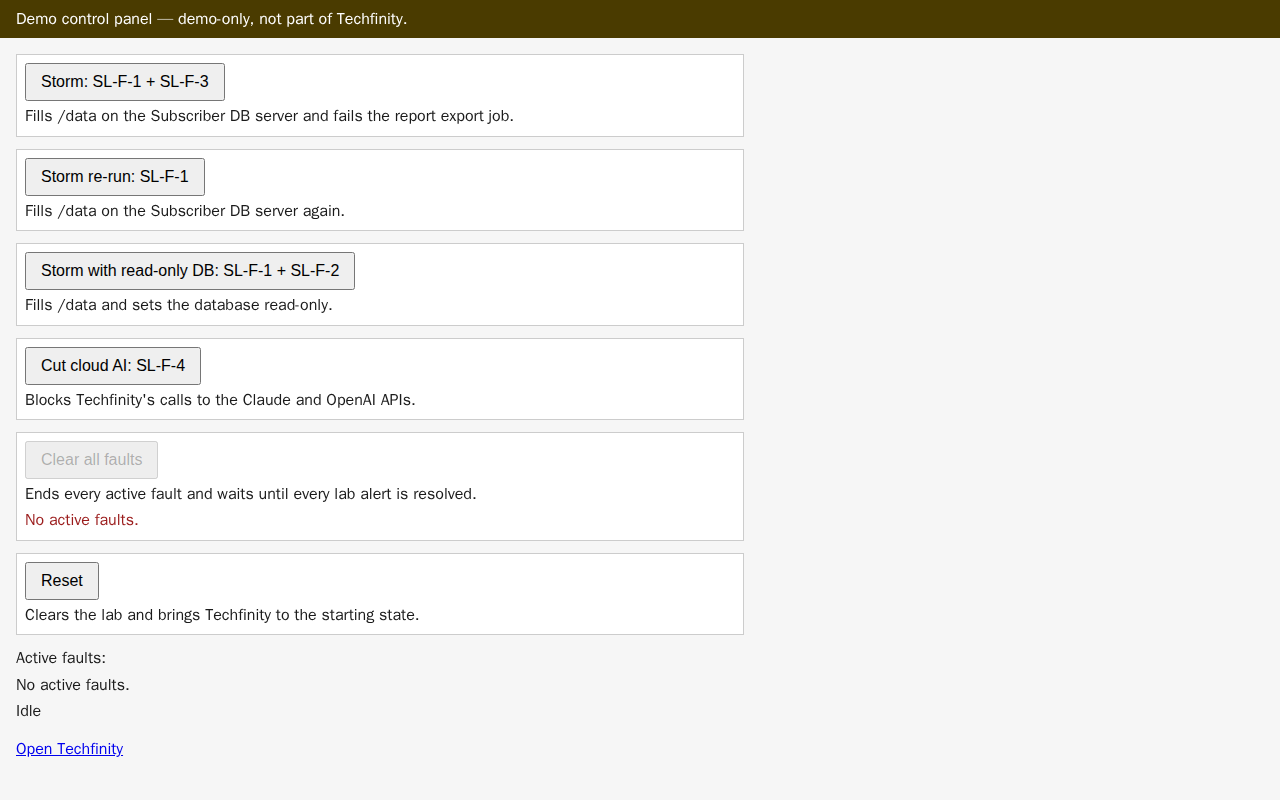 Demo control panel — demo-only, not part of Techfinity.
Storm: SL-F-1 + SL-F-3
Fills /data on the Subscriber DB server and fails the report export job.
Storm re-run: SL-F-1
Fills /data on the Subscriber DB server again.
Storm with read-only DB: SL-F-1 + SL-F-2
Fills /data and sets the database read-only.
Cut cloud AI: SL-F-4
Blocks Techfinity's calls to the Claude and OpenAI APIs.
Clear all faults
Ends every active fault and waits until every lab alert is resolved.
No active faults.
Reset
Clears the lab and brings Techfinity to the starting state.
Active faults:
No active faults.
Idle
Open Techfinity